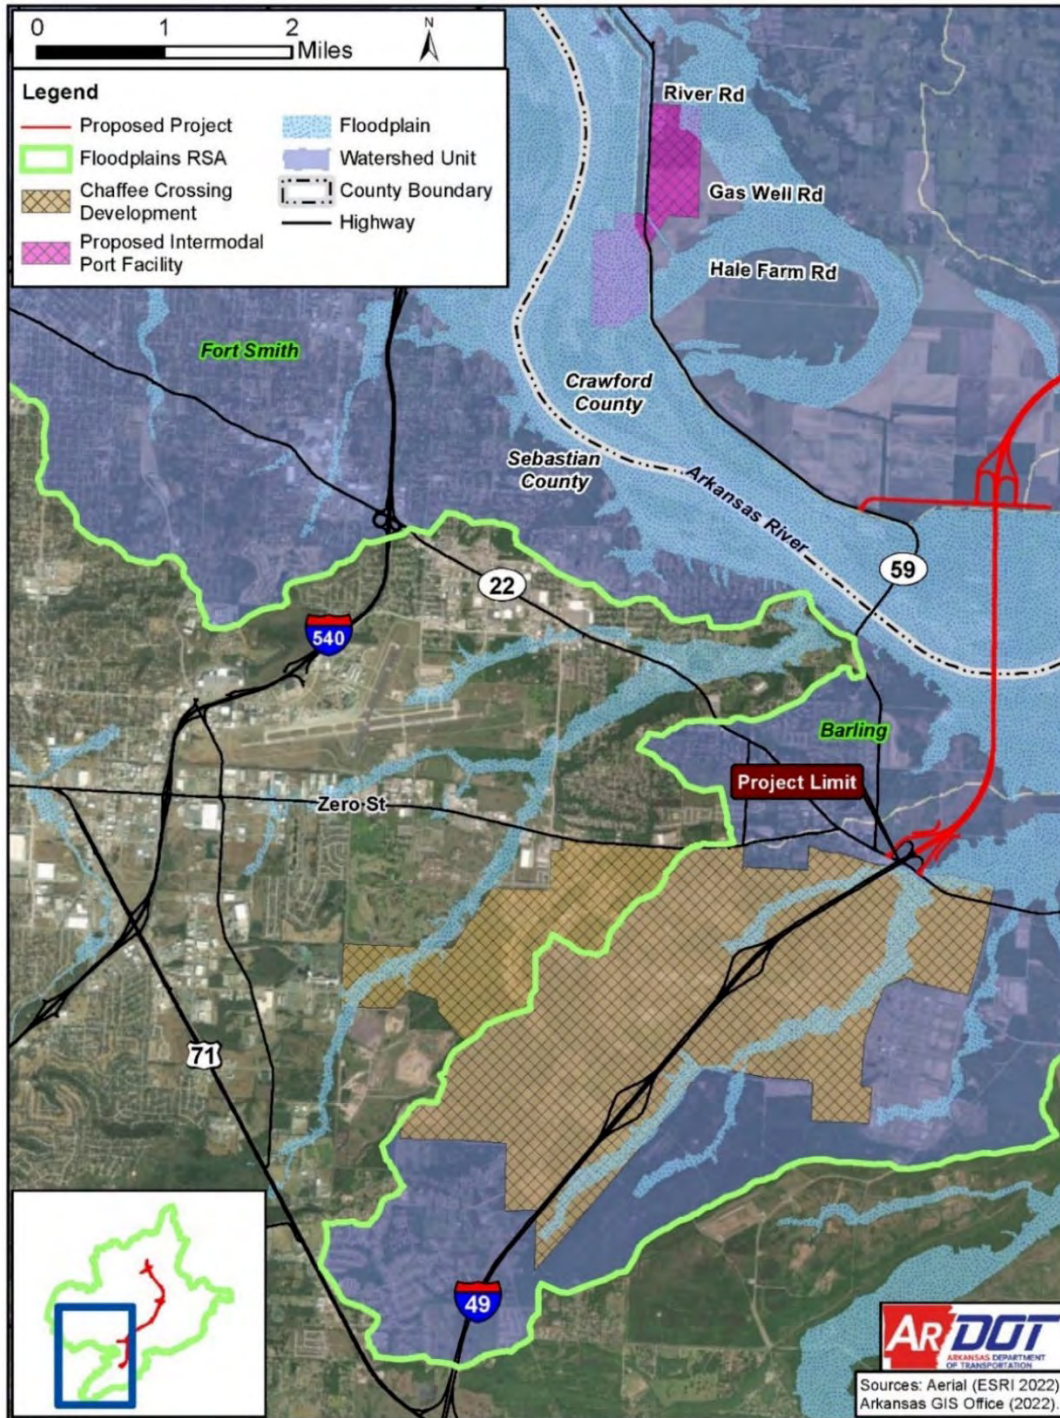 0 1 2
Miles
N
Legend
Proposed Project
Floodplains RSA
Chaffee Crossing
Development
Proposed Intermodal
Port Facility
Floodplain
Watershed Unit
County Boundary
Highway
River Rd
Gas Well Rd
Hale Farm Rd
Fort Smith
Crawford
County
Sebastian
County
Arkansas River
59
22
540
Barling
Project Limit
Zero St
71
49
ARDOT
ARKANSAS DEPARTMENT
OF TRANSPORTATION
Sources: Aerial (ESRI 2022)
Arkansas GIS Office (2022).